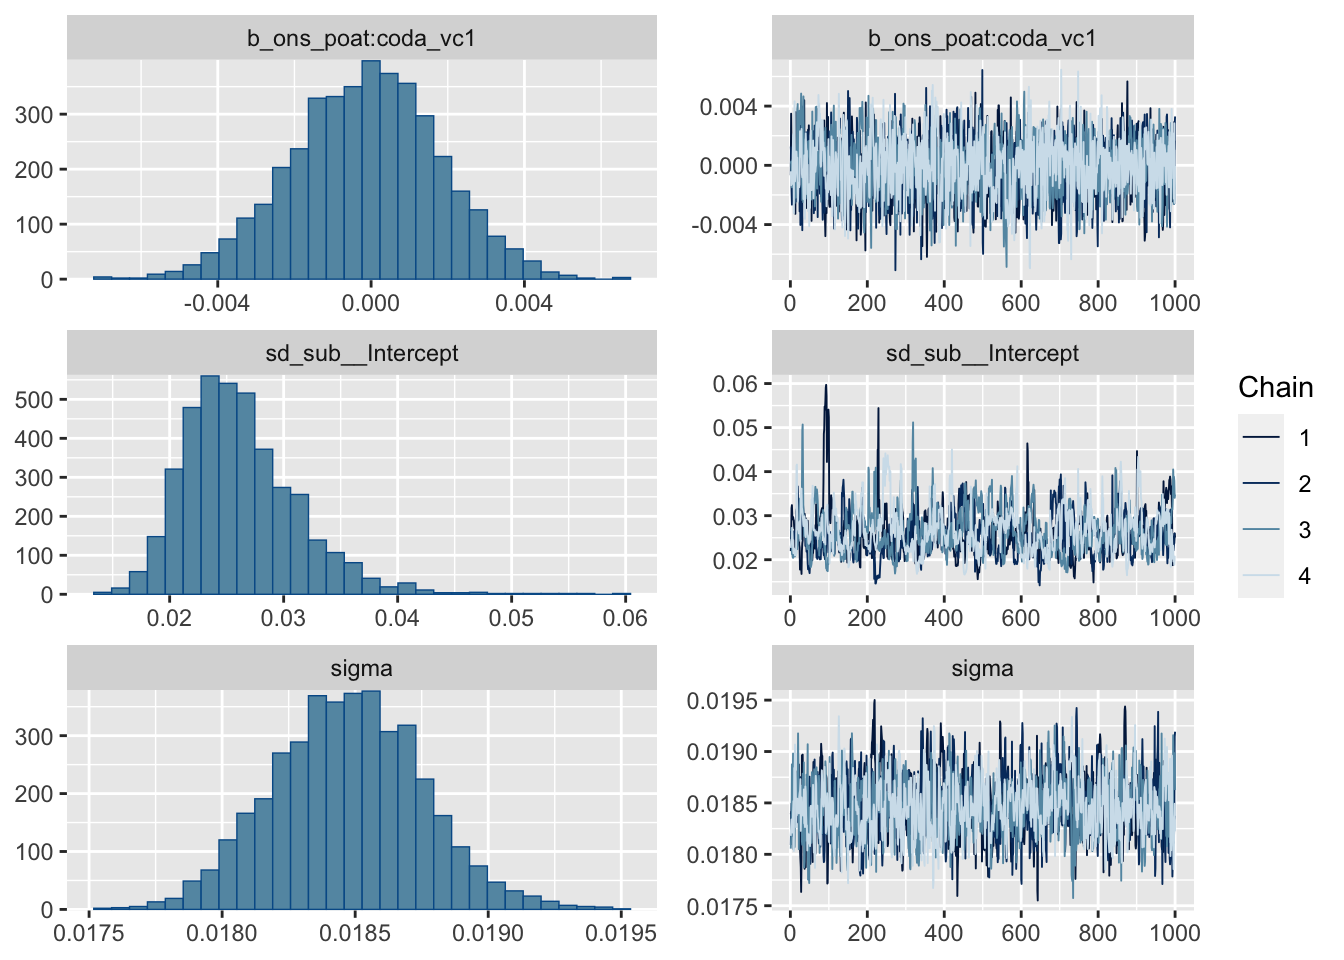 b_ons_poat:coda_vc1
300
200
100
0
-0.004 0.000 0.004
b_ons_poat:coda_vc1
0.004
0.000
-0.004
0 200 400 600 800 1000
sd_sub__Intercept
500
400
300
200
100
0
0.02 0.03 0.04 0.05 0.06
sd_sub__Intercept
0.06
0.05
0.04
0.03
0.02
0 200 400 600 800 1000
sigma
300
200
100
0
0.0175 0.0180 0.0185 0.0190 0.0195
sigma
0.0195
0.0190
0.0185
0.0180
0.0175
0 200 400 600 800 1000
Chain
1
2
3
4